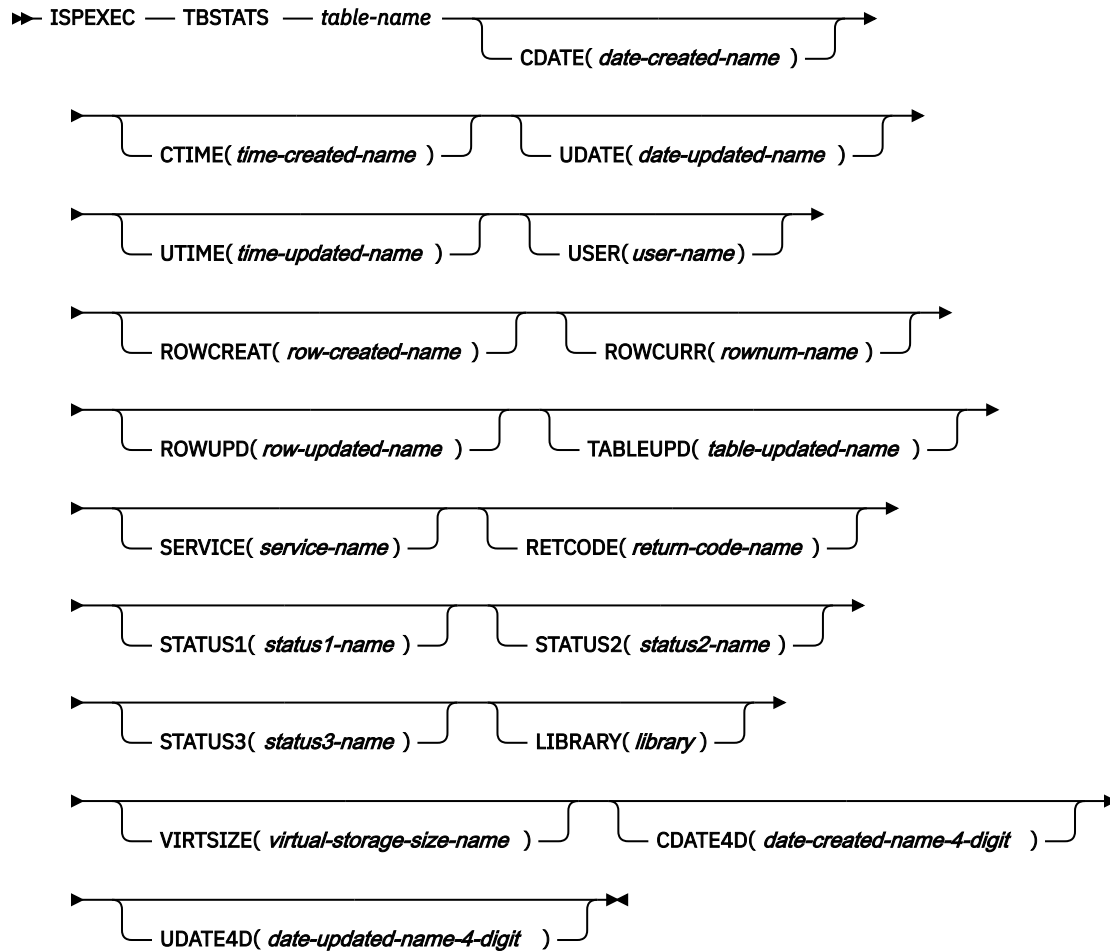 ISPEXEC TBSTATS table-name
CDATE( date-created-name )
CTIME( time-created-name ) UDATE( date-updated-name )
UTIME( time-updated-name ) USER( user-name )
ROWCREAT( row-created-name ) ROWCURR( rownum-name )
ROWUPD( row-updated-name ) TABLEUPD( table-updated-name )
SERVICE( service-name ) RETCODE( return-code-name )
STATUS1( status1-name ) STATUS2( status2-name )
STATUS3( status3-name ) LIBRARY( library )
VIRTSIZE( virtual-storage-size-name ) CDATE4D( date-created-name-4-digit )
UDATE4D( date-updated-name-4-digit )